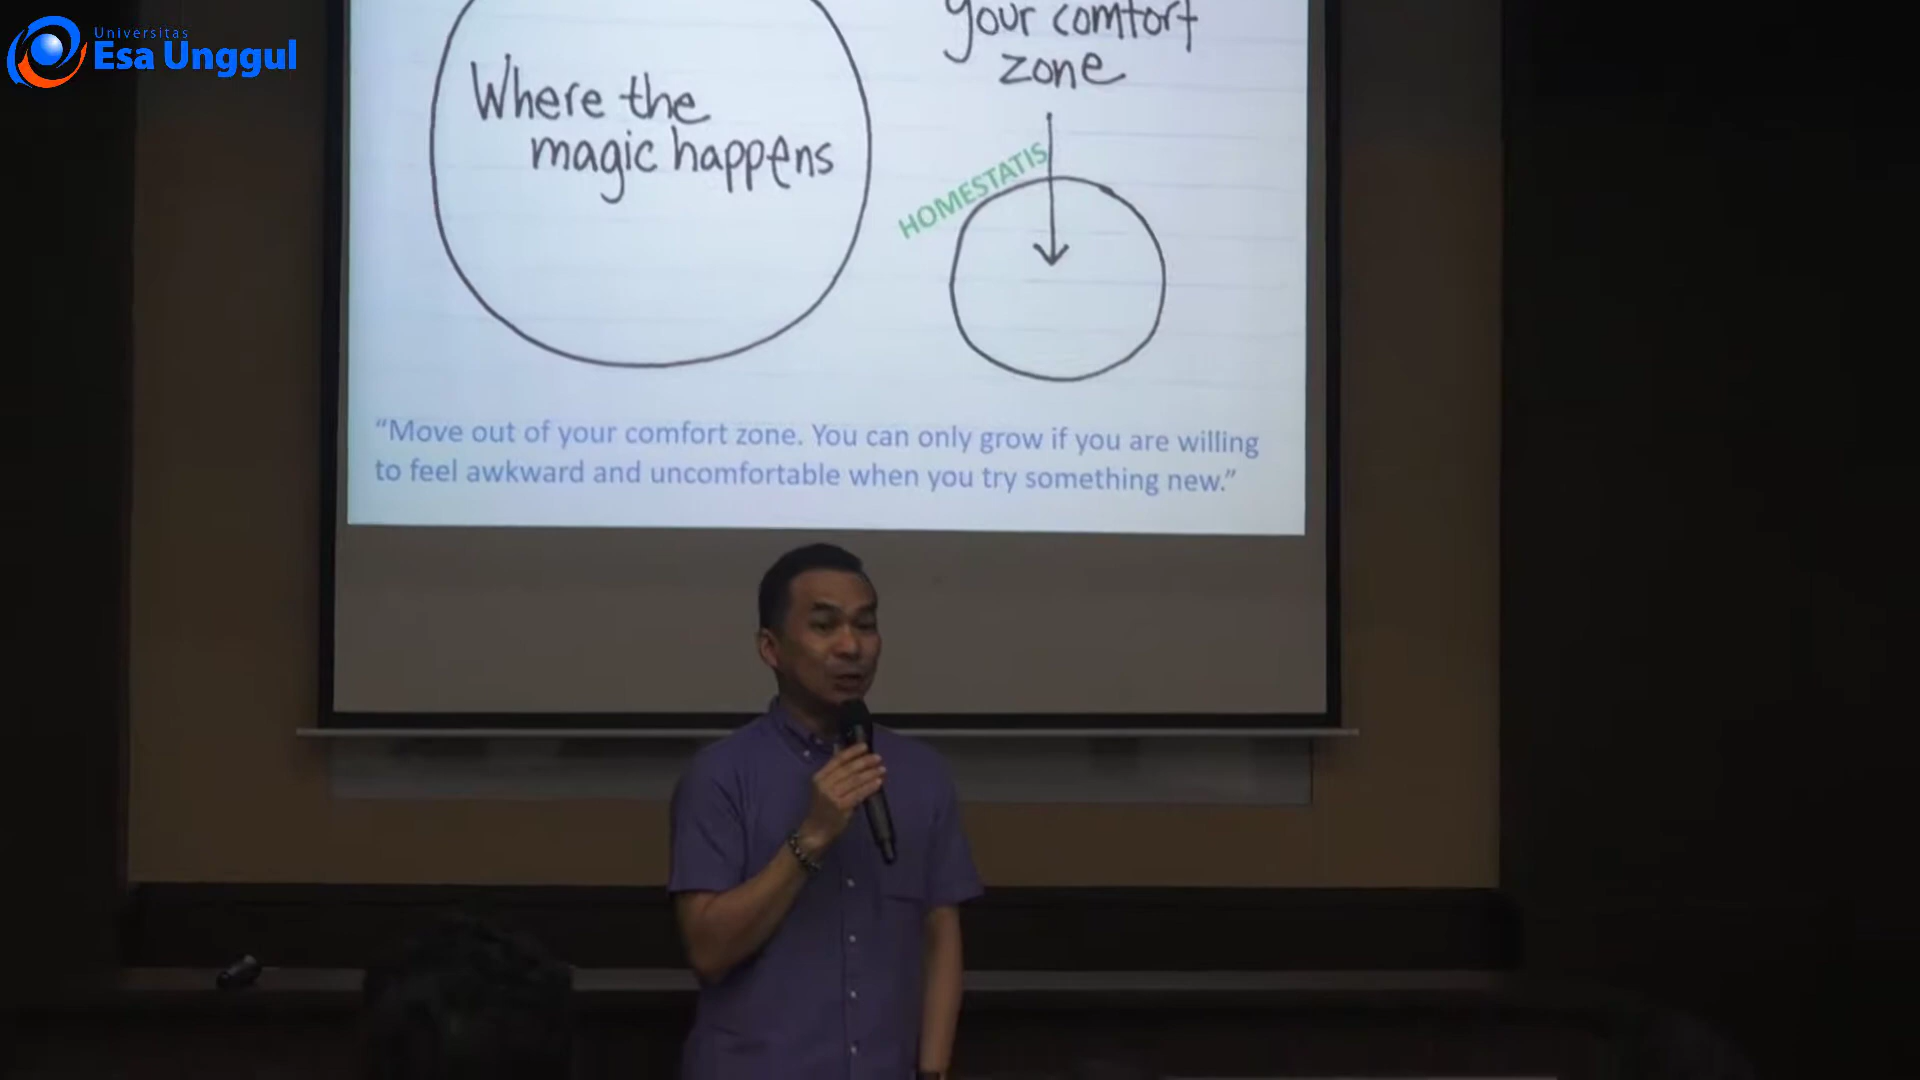 Universitas
Esa Unggul
Where the
magic happens
your comfort
zone
HOMESTATIS
“Move out of your comfort zone. You can only grow if you are willing
to feel awkward and uncomfortable when you try something new.”